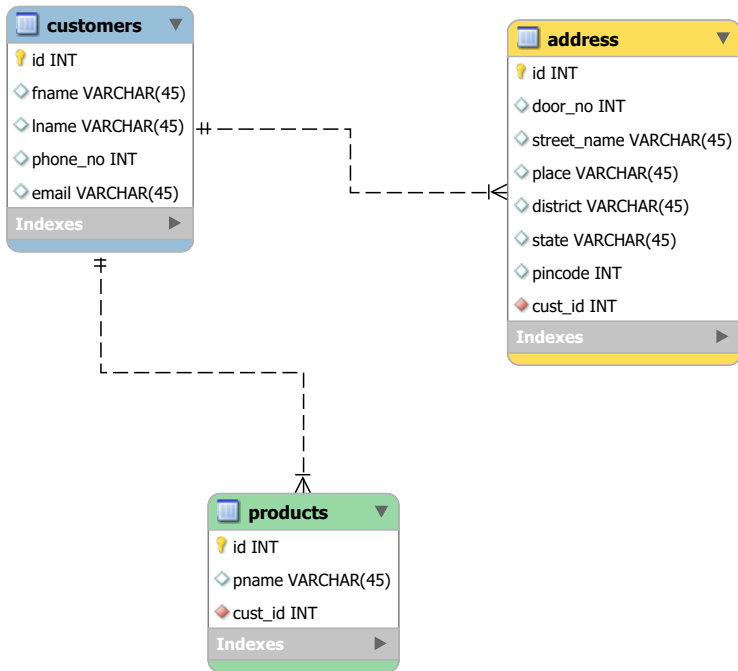 customers
id INT
fname VARCHAR(45)
lname VARCHAR(45)
phone_no INT
email VARCHAR(45)
Indexes
address
id INT
door_no INT
street_name VARCHAR(45)
place VARCHAR(45)
district VARCHAR(45)
state VARCHAR(45)
pincode INT
cust_id INT
Indexes
products
id INT
pname VARCHAR(45)
cust_id INT
Indexes